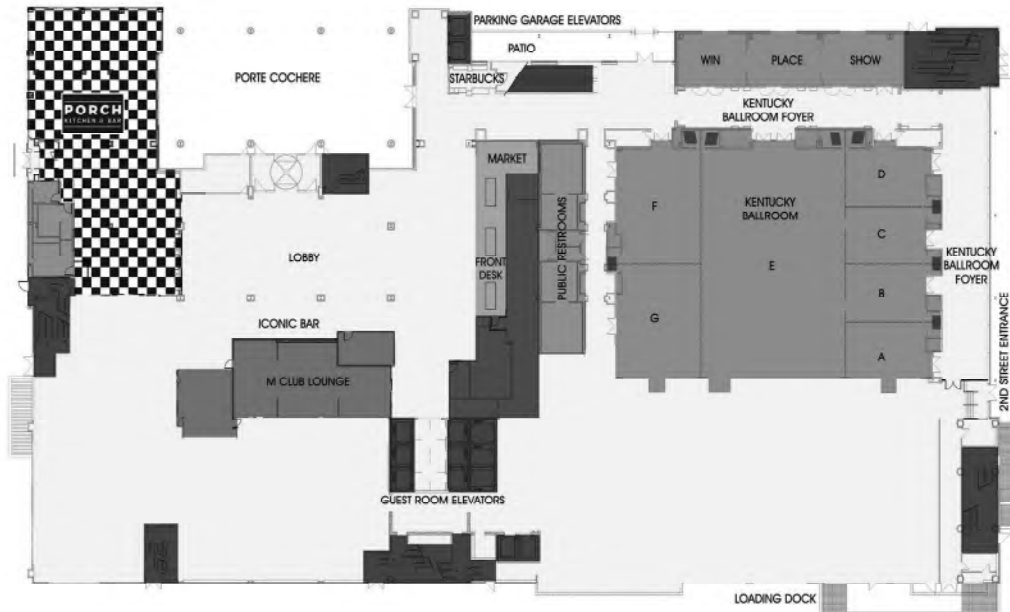 PARKING GARAGE ELEVATORS
PATIO
PORTE COCHERE
STARBUCKS
WIN
PLACE
SHOW
PORCH
KITCHEN & BAR
KENTUCKY
BALLROOM FOYER
MARKET
PUBLIC RESTROOMS
F
KENTUCKY
BALLROOM
D
C
LOBBY
FRONT
DESK
E
KENTUCKY
BALLROOM
FOYER
B
G
A
2ND STREET ENTRANCE
ICONIC BAR
M CLUB LOUNGE
GUEST ROOM ELEVATORS
LOADING DOCK